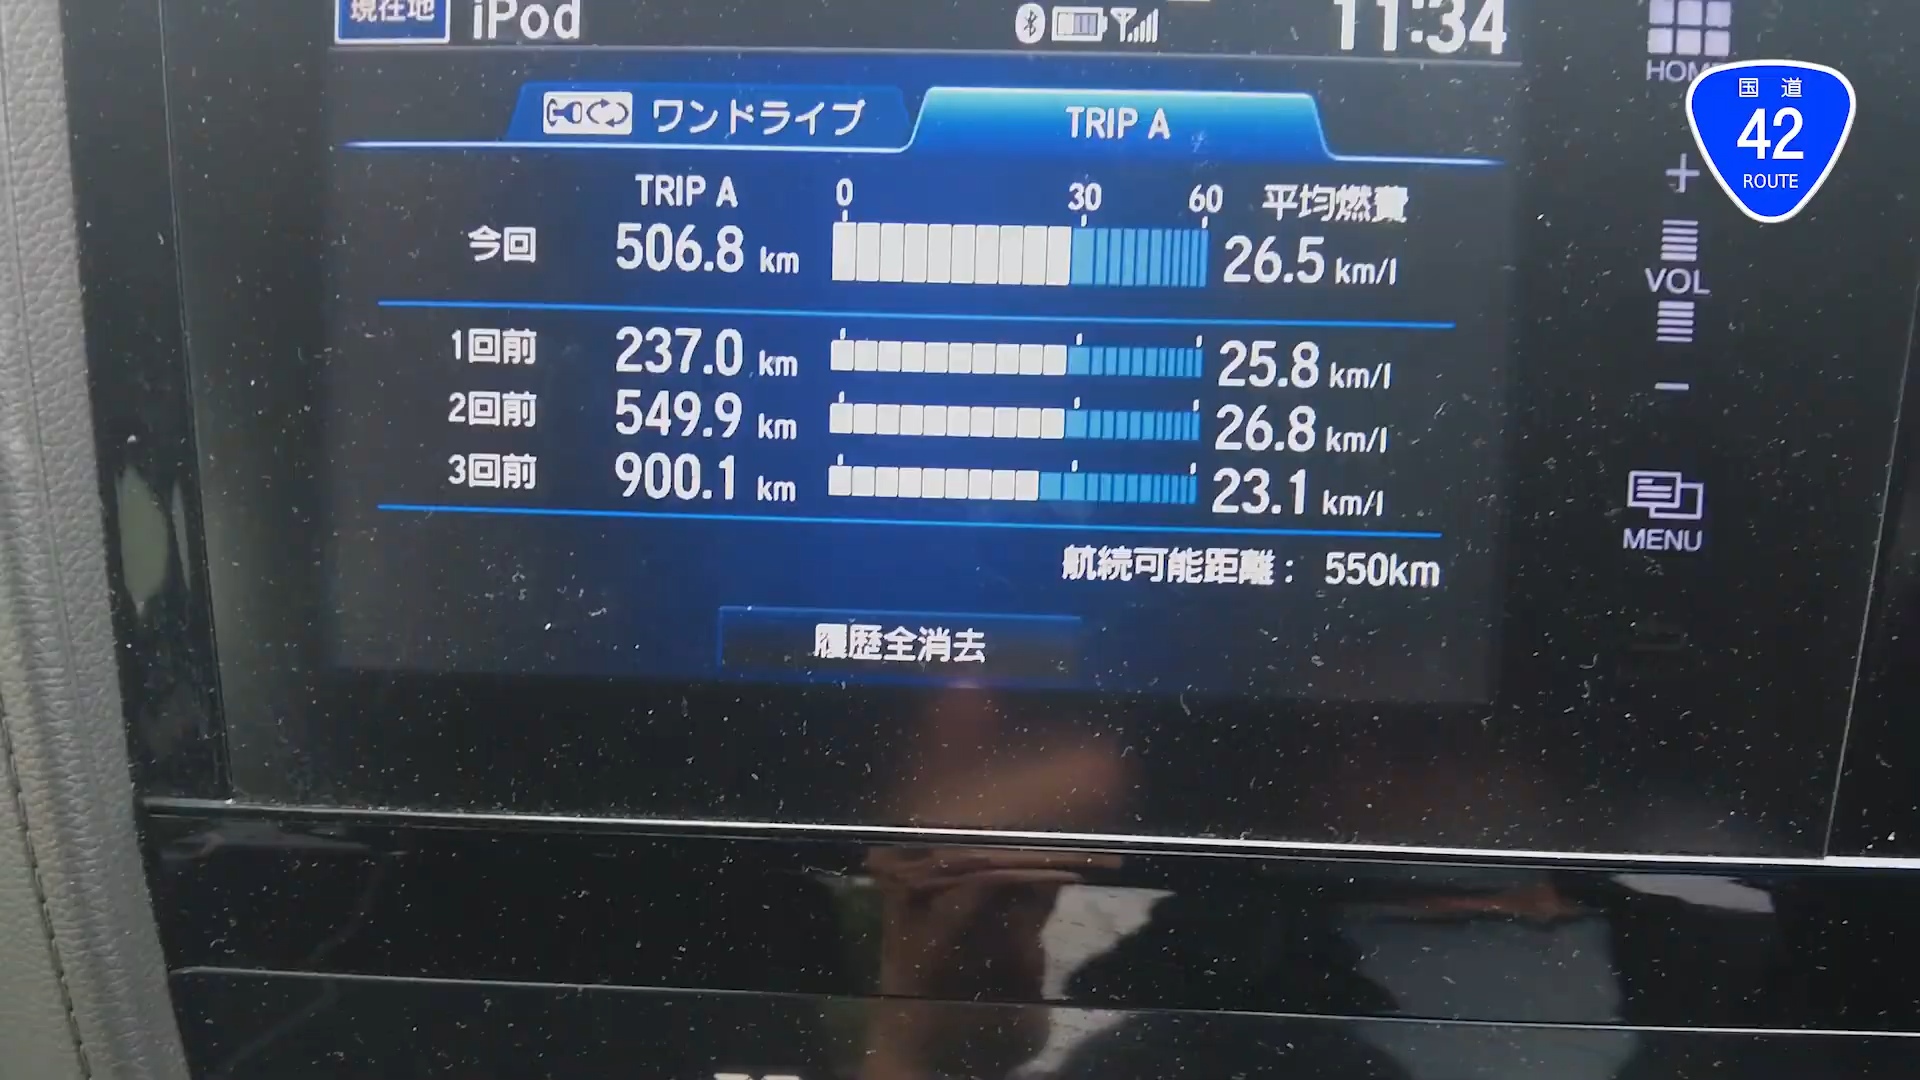 現在地 iPod 11:34
HOME
国道
42
ROUTE
ワンドライブ TRIP A
TRIP A 0 30 60 平均燃費
今回 506.8 km 26.5 km/l
1回前 237.0 km 25.8 km/l
2回前 549.9 km 26.8 km/l
3回前 900.1 km 23.1 km/l
航続可能距離: 550km
履歴全消去
+
VOL
−
MENU